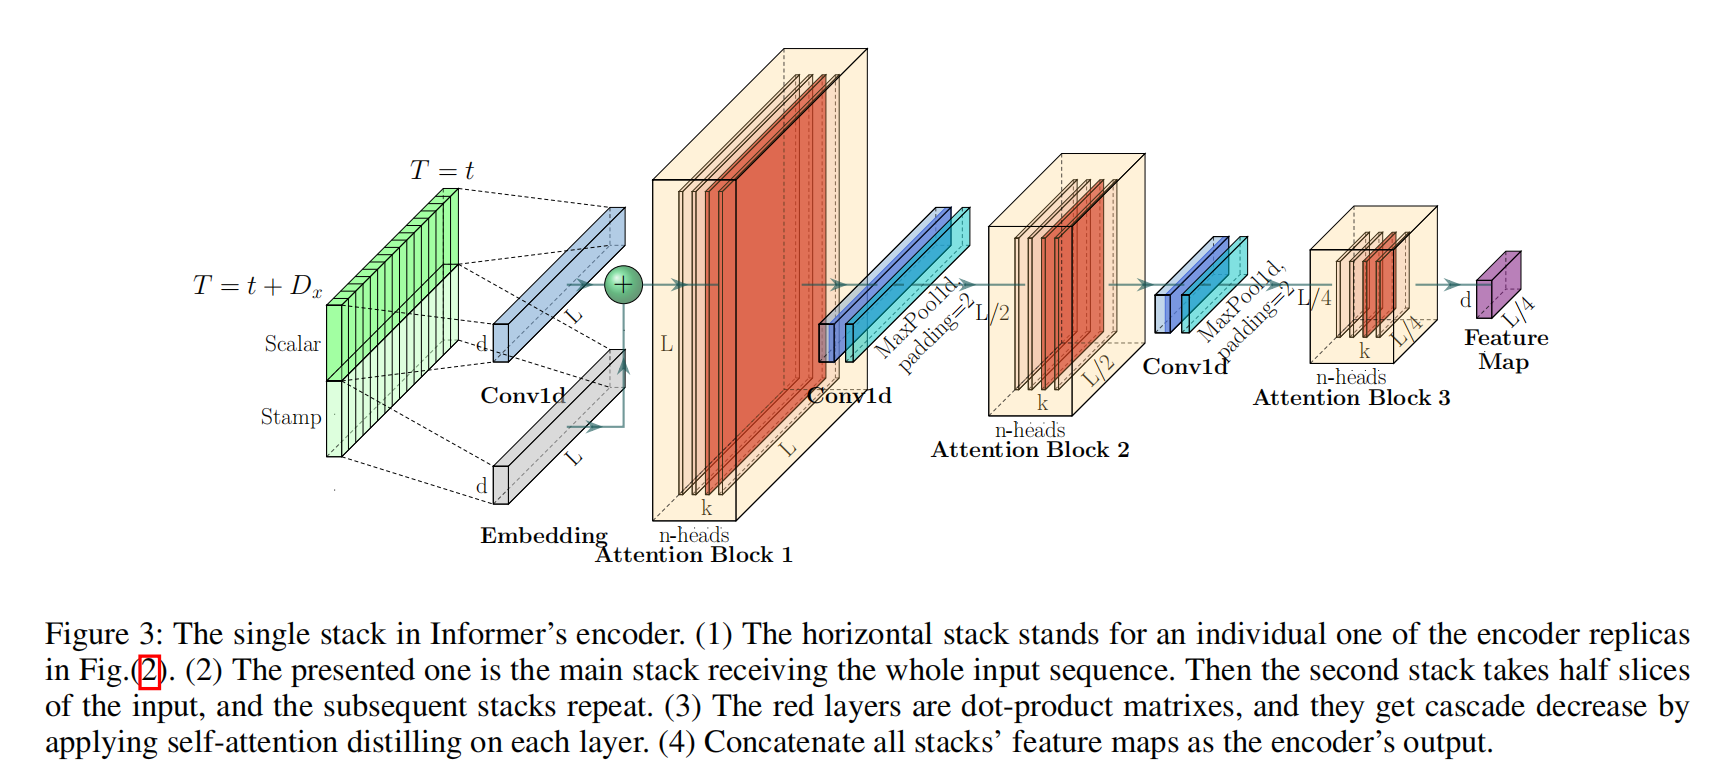 T = t
T = t + Dₓ
Scalar
Stamp
d
L
Conv1d
d
L
Embedding
+
L
k
L
n-heads
Attention Block 1
Conv1d
MaxPool1d,
padding=2
L/2
k
L/2
n-heads
Attention Block 2
Conv1d
MaxPool1d,
padding=2
L/4
k
L/4
n-heads
Attention Block 3
d
L/4
Feature
Map
Figure 3: The single stack in Informer's encoder. (1) The horizontal stack stands for an individual one of the encoder replicas
in Fig.(2). (2) The presented one is the main stack receiving the whole input sequence. Then the second stack takes half slices
of the input, and the subsequent stacks repeat. (3) The red layers are dot-product matrixes, and they get cascade decrease by
applying self-attention distilling on each layer. (4) Concatenate all stacks' feature maps as the encoder's output.